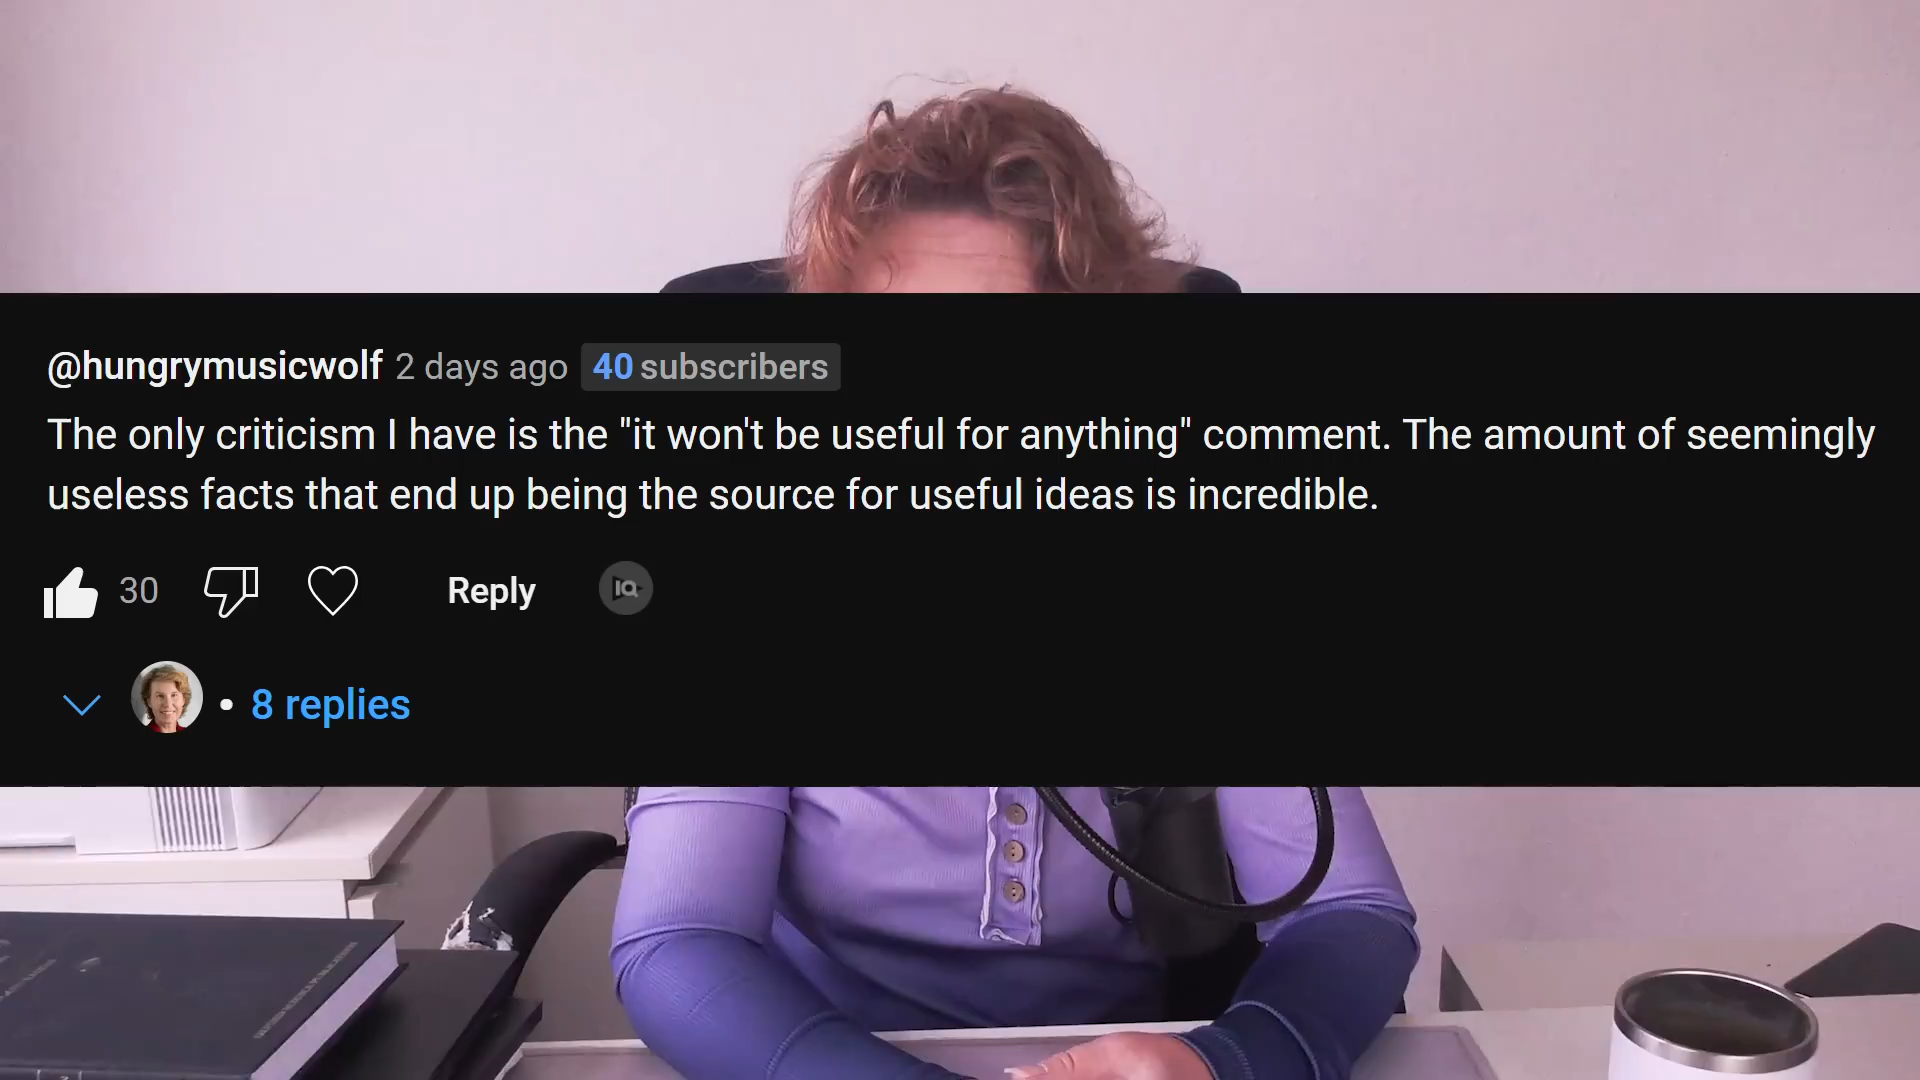 @hungrymusicwolf 2 days ago 40 subscribers
The only criticism I have is the "it won't be useful for anything" comment. The amount of seemingly
useless facts that end up being the source for useful ideas is incredible.
30 Reply IQ
8 replies